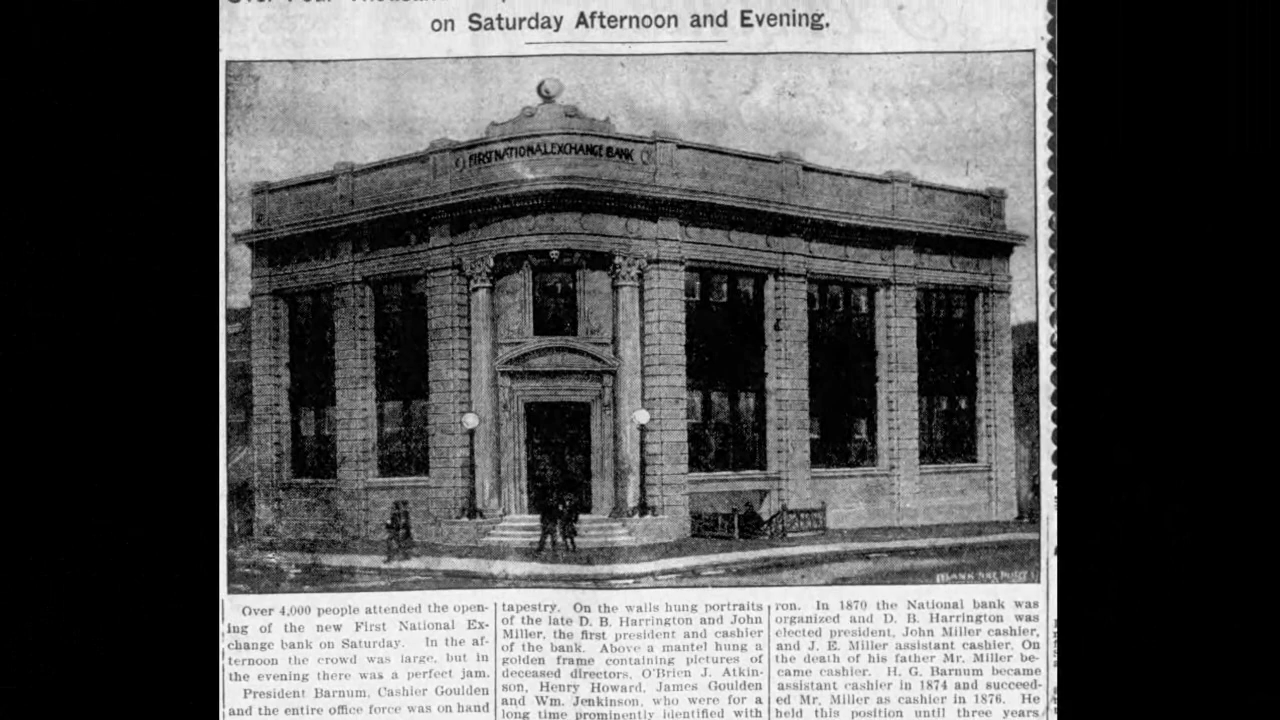 on Saturday Afternoon and Evening.
FIRST NATIONAL EXCHANGE BANK
Over 4,000 people attended the open-
ing of the new First National Ex-
change bank on Saturday. In the af-
ternoon the crowd was large, but in
the evening there was a perfect jam.
President Barnum, Cashier Goulden
and the entire office force was on hand
tapestry. On the walls hung portraits
of the late D. B. Harrington and John
Miller, the first president and cashier
of the bank. Above a mantel hung a
golden frame containing pictures of
deceased directors, O'Brien J. Atkin-
son, Henry Howard, James Goulden
and Wm. Jenkinson, who were for a
long time prominently identified with
ron. In 1870 the National bank was
organized and D. B. Harrington was
elected president, John Miller cashier,
and J. E. Miller assistant cashier. On
the death of his father Mr. Miller be-
came cashier. H. G. Barnum became
assistant cashier in 1874 and succeed-
ed Mr. Miller as cashier in 1876. He
held this position until three years